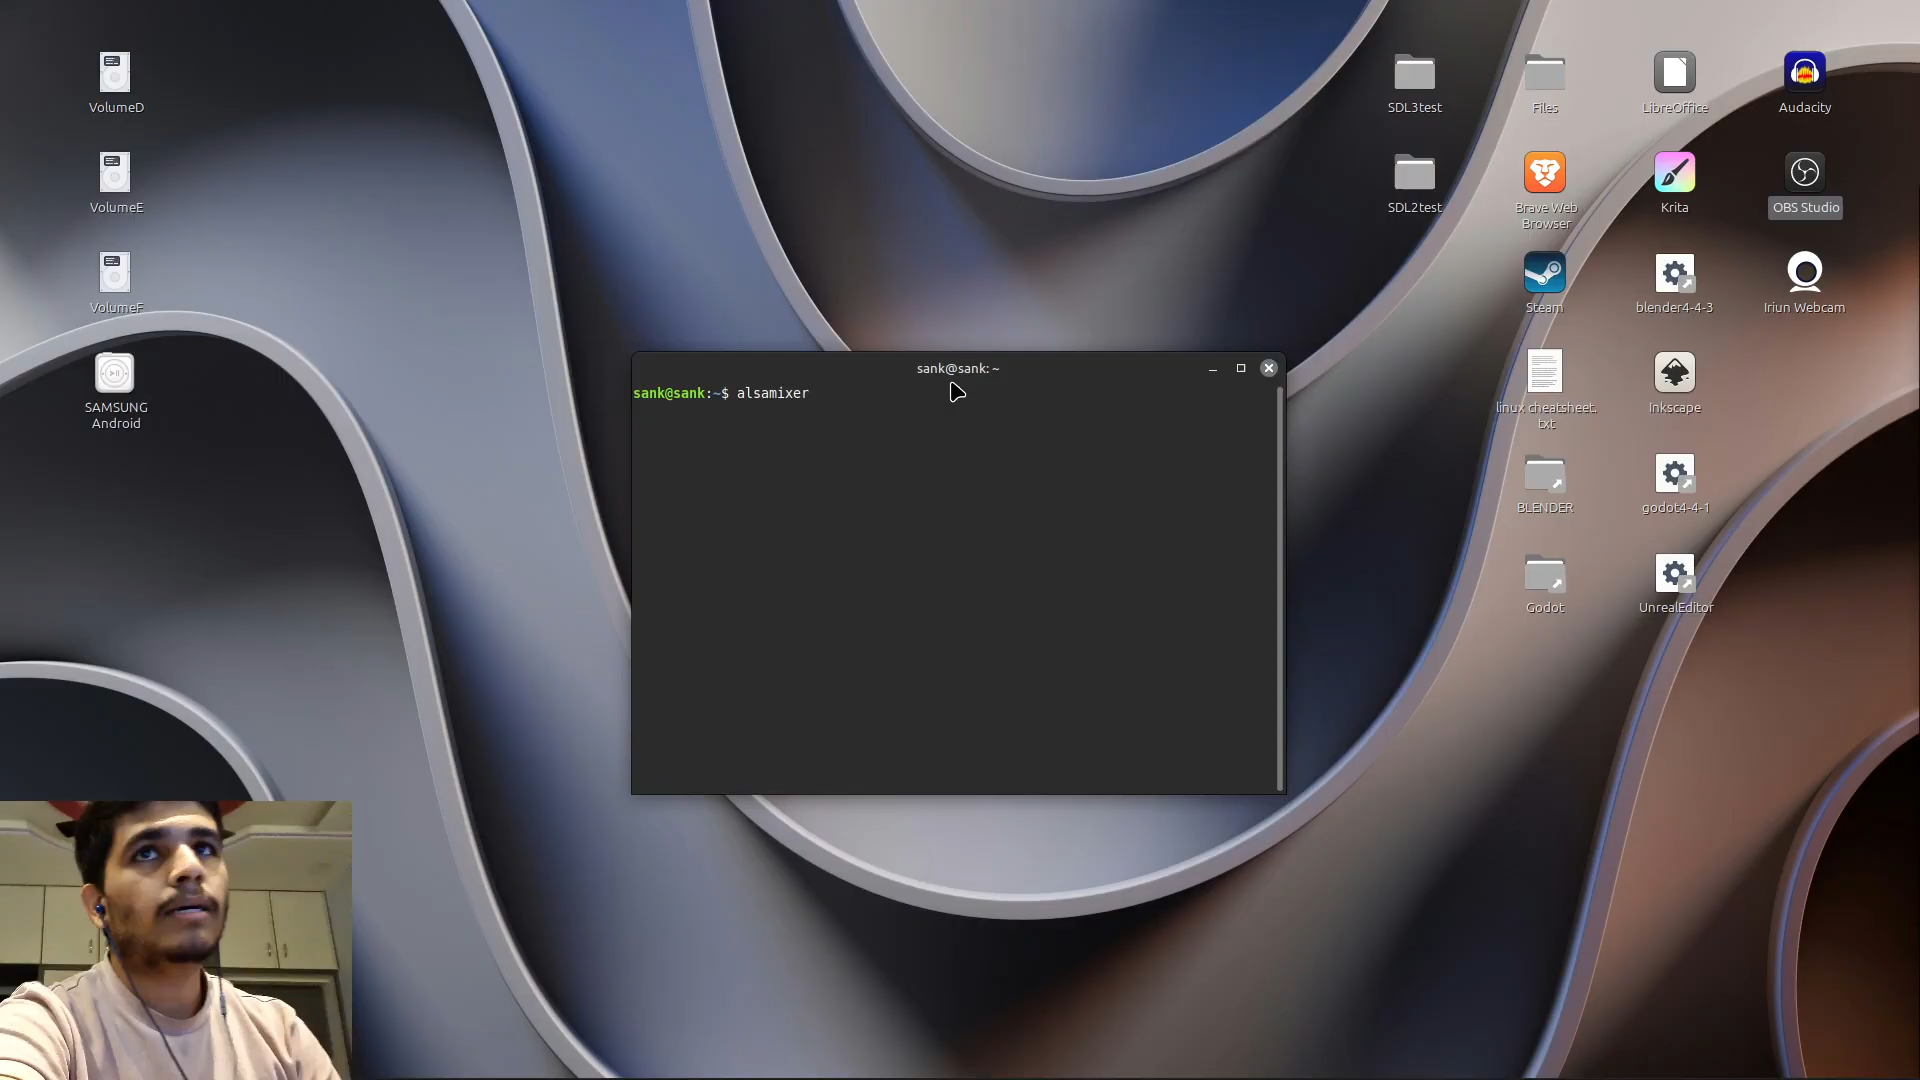 VolumeD
VolumeE
VolumeF
SAMSUNG
Android
sank@sank: ~
sank@sank:~$ alsamixer
SDL3test
SDL2test
Files
Brave Web
Browser
Steam
linux cheatsheet.
txt
BLENDER
Godot
LibreOffice
Krita
blender4-4-3
Inkscape
godot4-4-1
UnrealEditor
Audacity
OBS Studio
Iriun Webcam